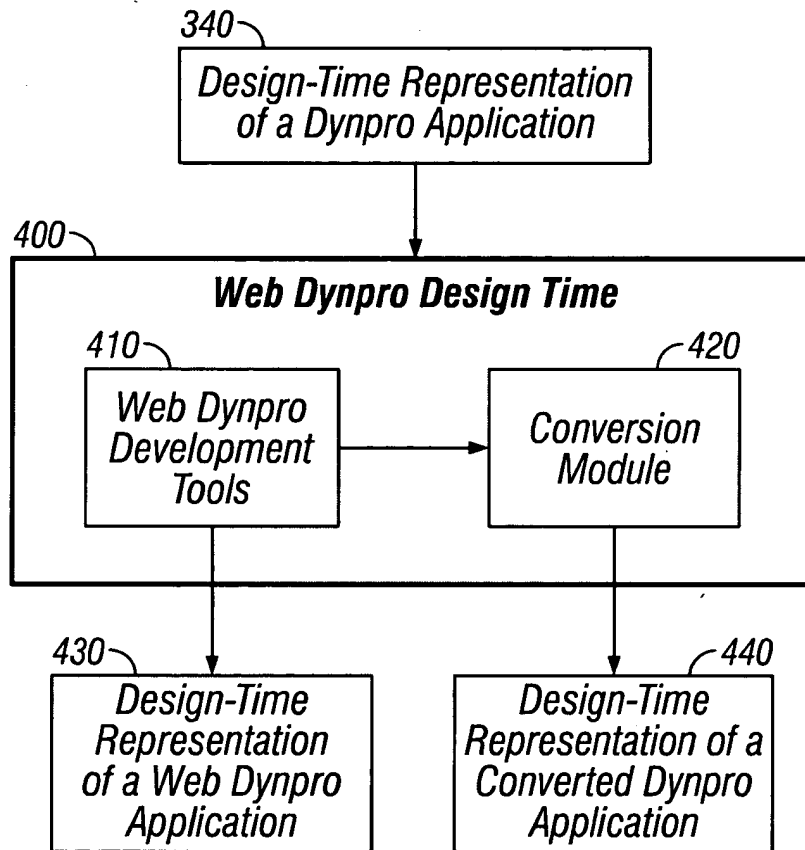 340
Design-Time Representation
of a Dynpro Application
400
Web Dynpro Design Time
410
Web Dynpro
Development
Tools
420
Conversion
Module
430
Design-Time
Representation
of a Web Dynpro
Application
440
Design-Time
Representation of a
Converted Dynpro
Application